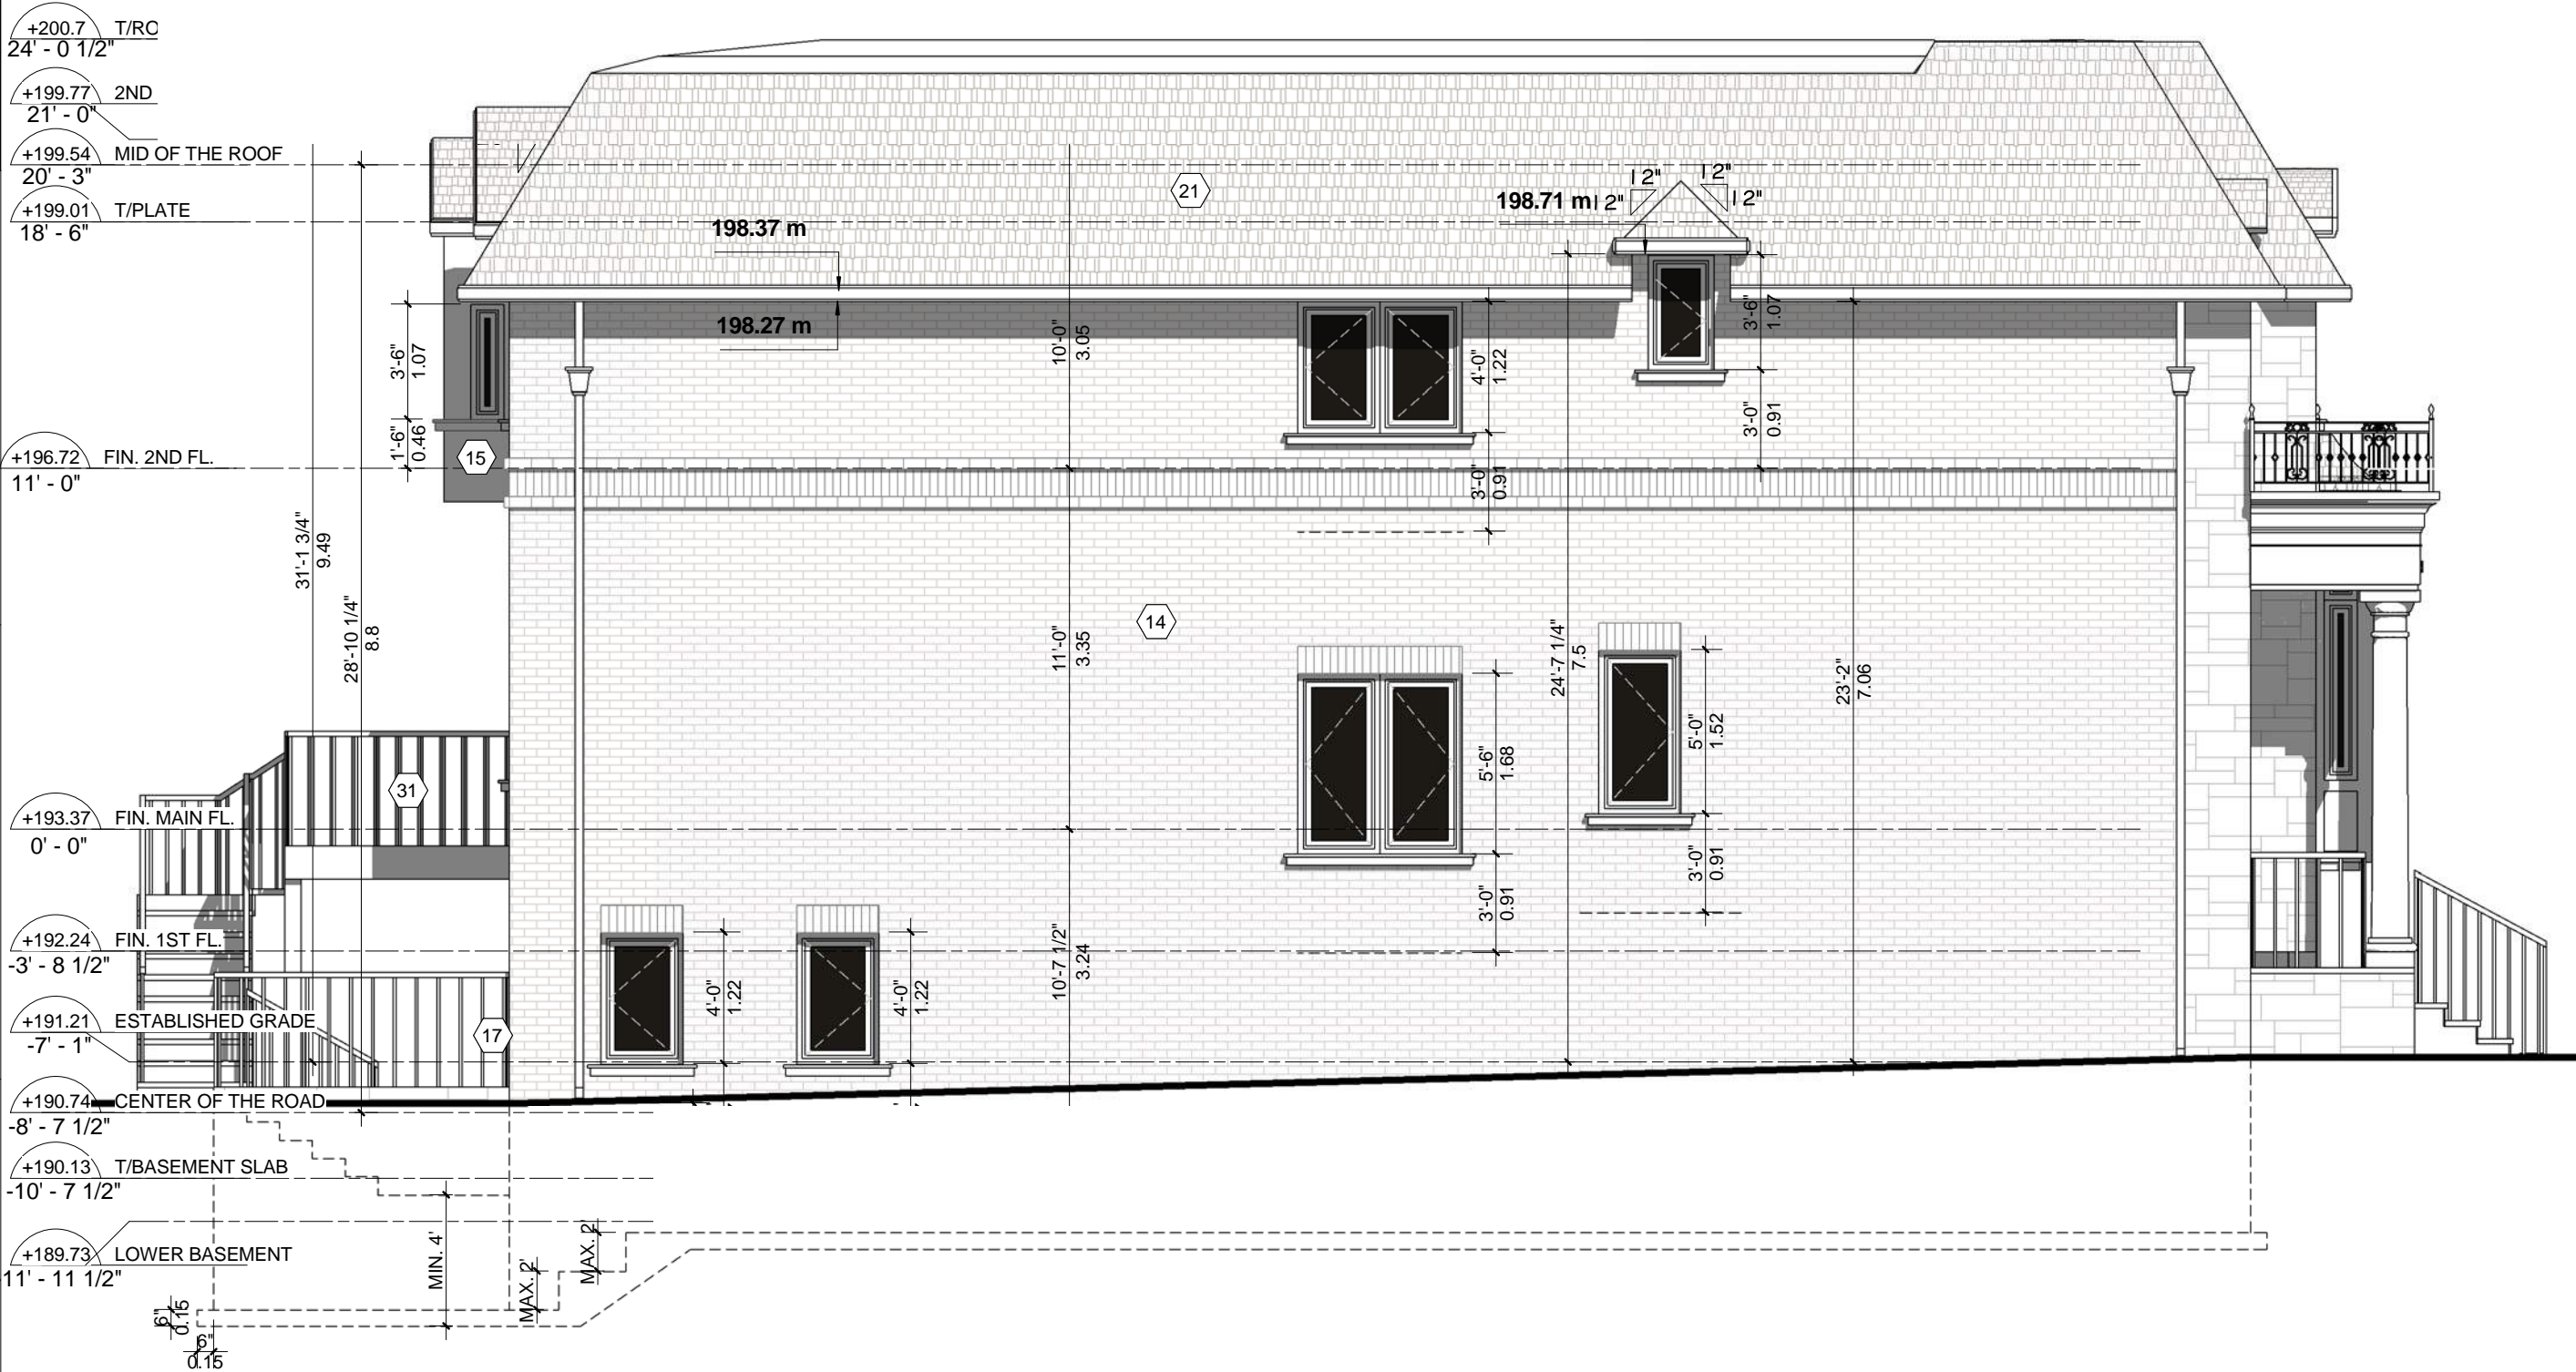 +200.7 T/RO
24' - 0 1/2"
+199.77 2ND
21' - 0"
+199.54 MID OF THE ROOF
20' - 3"
+199.01 T/PLATE
18' - 6"
+196.72 FIN. 2ND FL.
11' - 0"
+193.37 FIN. MAIN FL.
0' - 0"
+192.24 FIN. 1ST FL.
-3' - 8 1/2"
+191.21 ESTABLISHED GRADE
-7' - 1"
+190.74 CENTER OF THE ROAD
-8' - 7 1/2"
+190.13 T/BASEMENT SLAB
-10' - 7 1/2"
+189.73 LOWER BASEMENT
11' - 11 1/2"
31'-1 3/4"
9.49
28'-10 1/4"
8.8
3'-6"
1.07
1'-6"
0.46
15
31
17
198.37 m
198.27 m
21
14
10'-0"
3.05
11'-0"
3.35
10'-7 1/2"
3.24
4'-0"
1.22
4'-0"
1.22
198.71 m
12"
12"
12"
12"
4'-0"
1.22
3'-0"
0.91
3'-6"
1.07
3'-0"
0.91
24'-7 1/4"
7.5
23'-2"
7.06
5'-6"
1.68
3'-0"
0.91
5'-0"
1.52
3'-0"
0.91
MIN. 4'
MAX. 2'
MAX. 2'
6"
0.15
6"
0.15